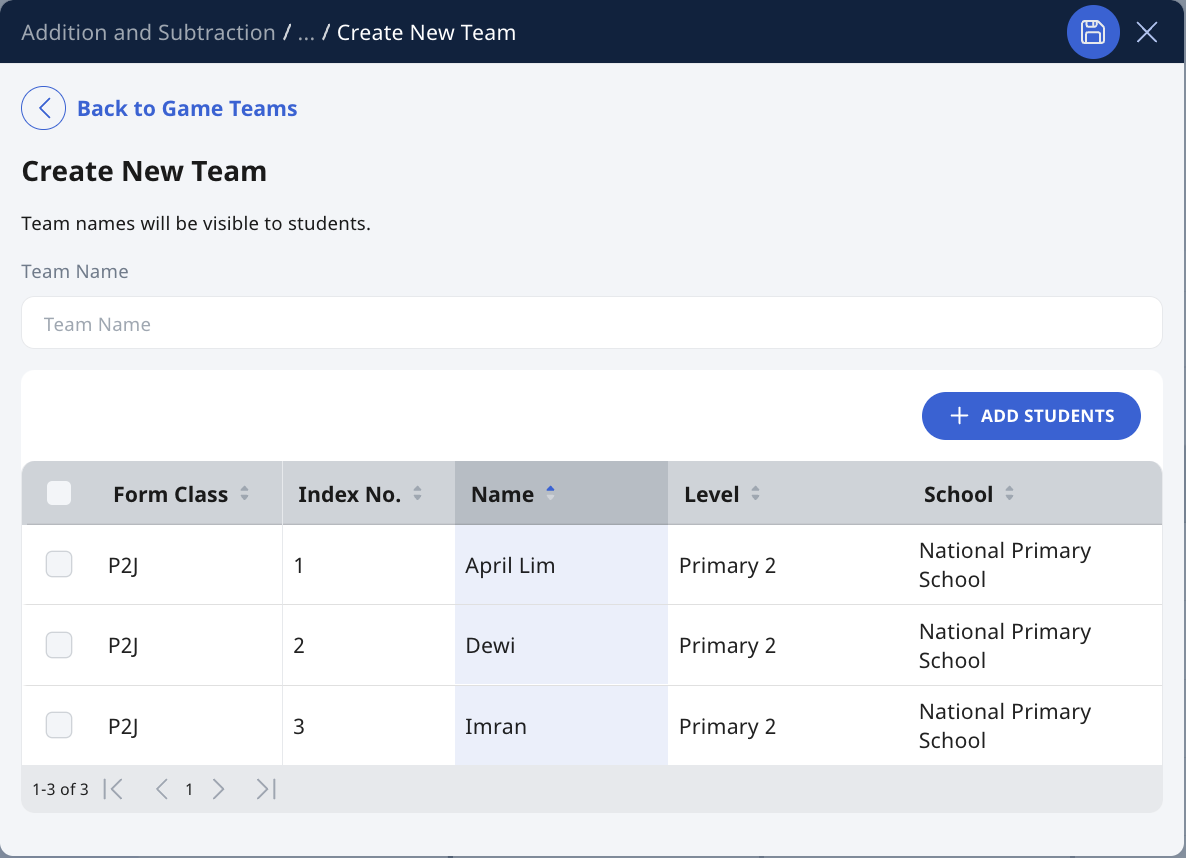 Addition and Subtraction / ... / Create New Team
Back to Game Teams
Create New Team
Team names will be visible to students.
Team Name
Team Name
+ ADD STUDENTS
Form Class Index No. Name Level School
P2J 1 April Lim Primary 2 National Primary School
P2J 2 Dewi Primary 2 National Primary School
P2J 3 Imran Primary 2 National Primary School
1-3 of 3 1